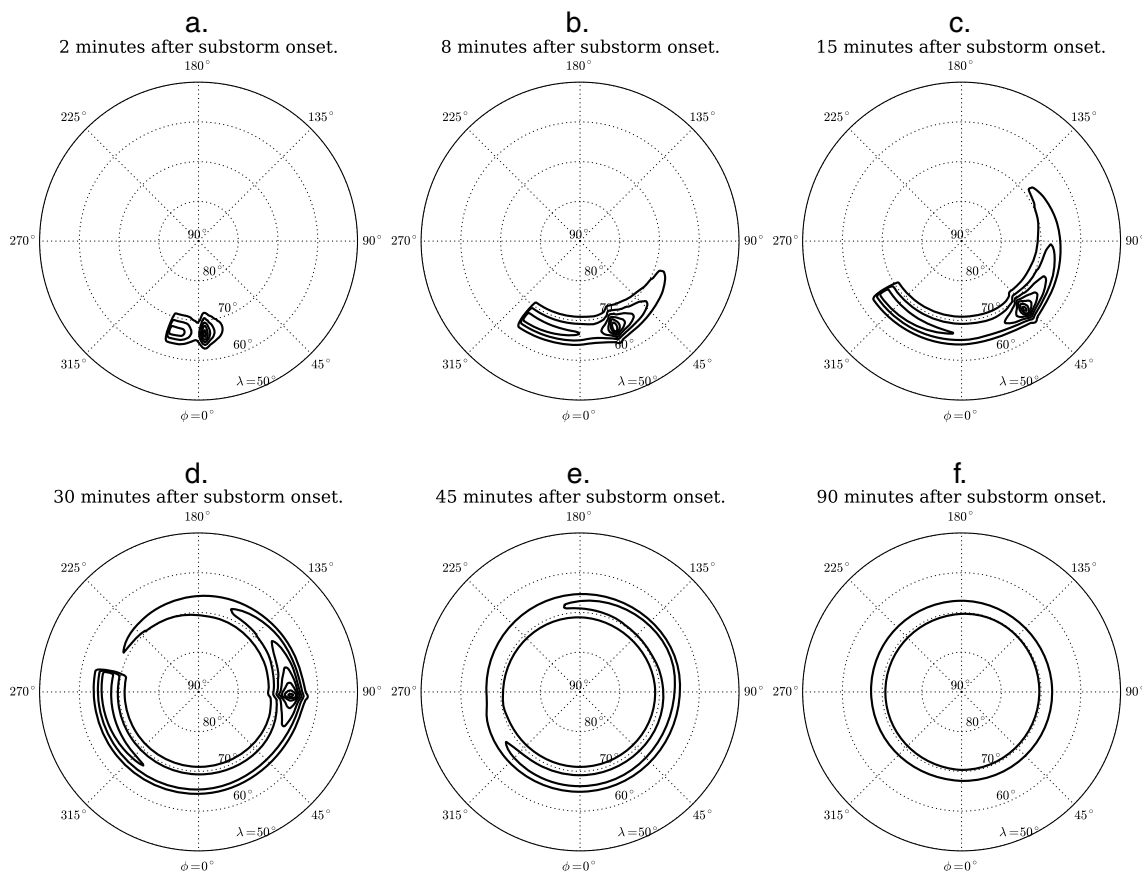 a.
2 minutes after substorm onset.
180°
225°
135°
270°
90°
90°
80°
70°
60°
315°
45°
λ=50°
ϕ=0°
b.
8 minutes after substorm onset.
180°
225°
135°
270°
90°
90°
80°
70°
60°
315°
45°
λ=50°
ϕ=0°
c.
15 minutes after substorm onset.
180°
225°
135°
270°
90°
90°
80°
70°
60°
315°
45°
λ=50°
ϕ=0°
d.
30 minutes after substorm onset.
180°
225°
135°
270°
90°
90°
80°
70°
60°
315°
45°
λ=50°
ϕ=0°
e.
45 minutes after substorm onset.
180°
225°
135°
270°
90°
90°
80°
70°
60°
315°
45°
λ=50°
ϕ=0°
f.
90 minutes after substorm onset.
180°
225°
135°
270°
90°
90°
80°
70°
60°
315°
45°
λ=50°
ϕ=0°